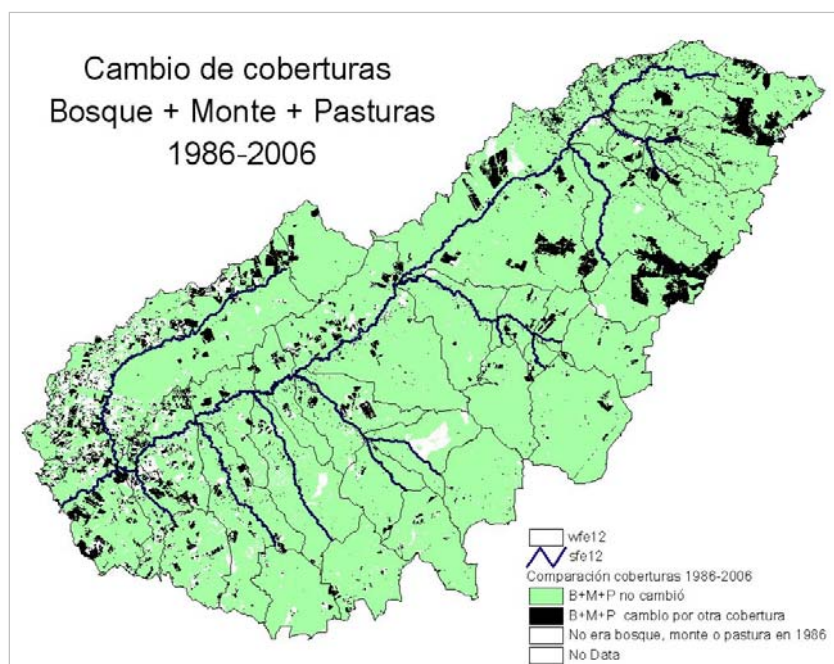 Cambio de coberturas
Bosque + Monte + Pasturas
1986-2006
wfe12
sfe12
Comparación coberturas 1986-2006
B+M+P no cambió
B+M+P cambio por otra cobertura
No era bosque, monte o pastura en 1986
No Data